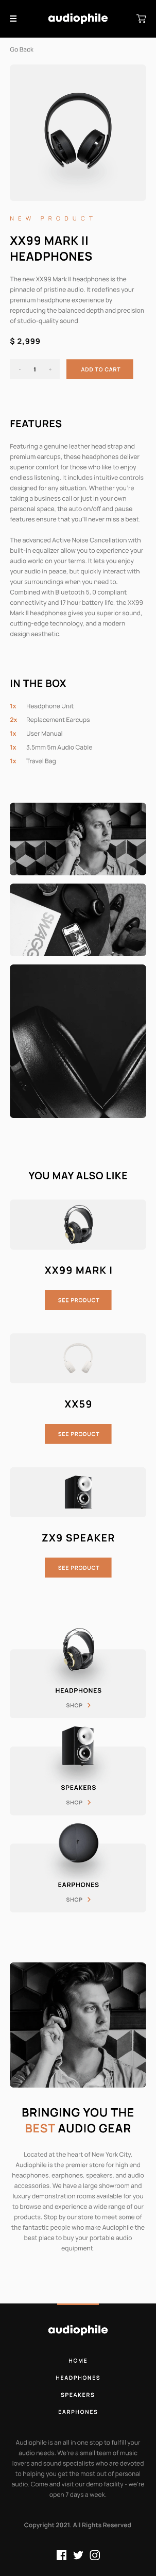 audiophile
Go Back
NEW PRODUCT
XX99 MARK II
HEADPHONES
The new XX99 Mark II headphones is the
pinnacle of pristine audio. It redefines your
premium headphone experience by
reproducing the balanced depth and precision
of studio-quality sound.
$ 2,999
- 1 +
ADD TO CART
FEATURES
Featuring a genuine leather head strap and
premium earcups, these headphones deliver
superior comfort for those who like to enjoy
endless listening. It includes intuitive controls
designed for any situation. Whether you're
taking a business call or just in your own
personal space, the auto on/off and pause
features ensure that you'll never miss a beat.
The advanced Active Noise Cancellation with
built-in equalizer allow you to experience your
audio world on your terms. It lets you enjoy
your audio in peace, but quickly interact with
your surroundings when you need to.
Combined with Bluetooth 5. 0 compliant
connectivity and 17 hour battery life, the XX99
Mark II headphones gives you superior sound,
cutting-edge technology, and a modern
design aesthetic.
IN THE BOX
1x Headphone Unit
2x Replacement Earcups
1x User Manual
1x 3.5mm 5m Audio Cable
1x Travel Bag
SWAGG
YOU MAY ALSO LIKE
XX99 MARK I
SEE PRODUCT
XX59
SEE PRODUCT
ZX9 SPEAKER
SEE PRODUCT
HEADPHONES
SHOP
SPEAKERS
SHOP
EARPHONES
SHOP
BRINGING YOU THE
BEST AUDIO GEAR
Located at the heart of New York City,
Audiophile is the premier store for high end
headphones, earphones, speakers, and audio
accessories. We have a large showroom and
luxury demonstration rooms available for you
to browse and experience a wide range of our
products. Stop by our store to meet some of
the fantastic people who make Audiophile the
best place to buy your portable audio
equipment.
audiophile
HOME
HEADPHONES
SPEAKERS
EARPHONES
Audiophile is an all in one stop to fulfill your
audio needs. We're a small team of music
lovers and sound specialists who are devoted
to helping you get the most out of personal
audio. Come and visit our demo facility - we're
open 7 days a week.
Copyright 2021. All Rights Reserved